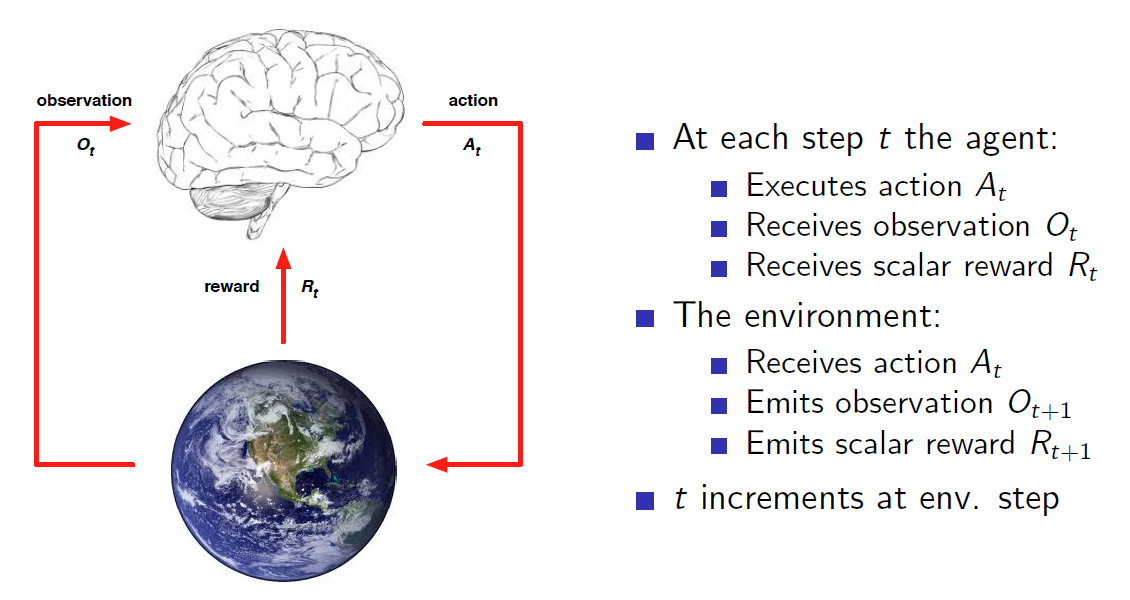 observation
O_t
action
A_t
reward R_t
At each step t the agent:
Executes action A_t
Receives observation O_t
Receives scalar reward R_t
The environment:
Receives action A_t
Emits observation O_{t+1}
Emits scalar reward R_{t+1}
t increments at env. step